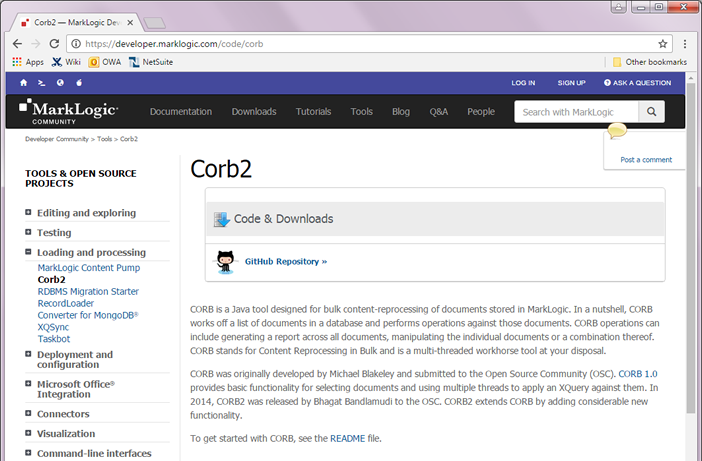 Corb2 — MarkLogic Dev
https://developer.marklogic.com/code/corb
Apps Wiki OWA NetSuite Other bookmarks
LOG IN SIGN UP ASK A QUESTION
MarkLogic
COMMUNITY
Documentation Downloads Tutorials Tools Blog Q&A People Search with MarkLogic
Developer Community > Tools > Corb2
Post a comment
TOOLS & OPEN SOURCE
PROJECTS
Editing and exploring
Testing
Loading and processing
MarkLogic Content Pump
Corb2
RDBMS Migration Starter
RecordLoader
Converter for MongoDB®
XQSync
Taskbot
Deployment and
configuration
Microsoft Office®
Integration
Connectors
Visualization
Command-line interfaces
Corb2
Code & Downloads
GitHub Repository »
CORB is a Java tool designed for bulk content-reprocessing of documents stored in MarkLogic. In a nutshell, CORB
works off a list of documents in a database and performs operations against those documents. CORB operations can
include generating a report across all documents, manipulating the individual documents or a combination thereof.
CORB stands for Content Reprocessing in Bulk and is a multi-threaded workhorse tool at your disposal.
CORB was originally developed by Michael Blakeley and submitted to the Open Source Community (OSC). CORB 1.0
provides basic functionality for selecting documents and using multiple threads to apply an XQuery against them. In
2014, CORB2 was released by Bhagat Bandlamudi to the OSC. CORB2 extends CORB by adding considerable new
functionality.
To get started with CORB, see the README file.